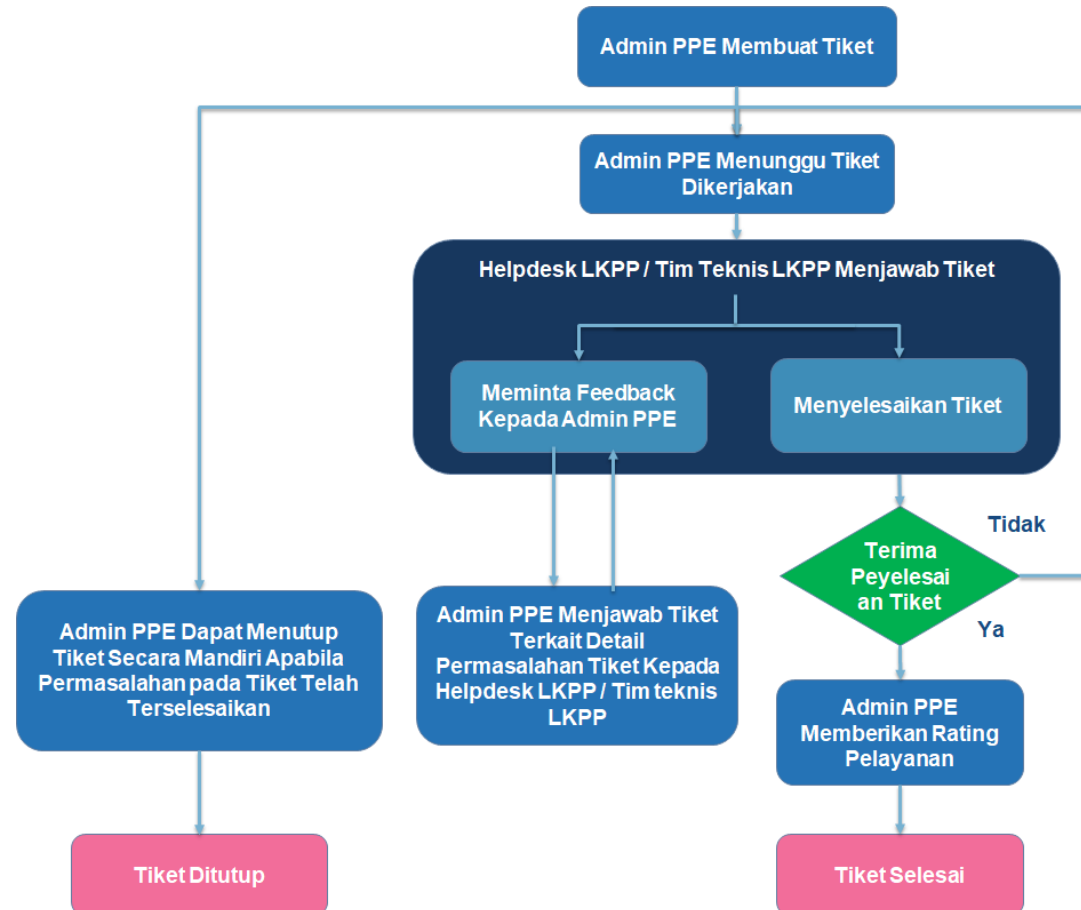 Admin PPE Membuat Tiket
Admin PPE Menunggu Tiket
Dikerjakan
Helpdesk LKPP / Tim Teknis LKPP Menjawab Tiket
Meminta Feedback
Kepada Admin PPE
Menyelesaikan Tiket
Tidak
Terima
Peyelesai
an Tiket
Ya
Admin PPE Dapat Menutup
Tiket Secara Mandiri Apabila
Permasalahan pada Tiket Telah
Terselesaikan
Admin PPE Menjawab Tiket
Terkait Detail
Permasalahan Tiket Kepada
Helpdesk LKPP / Tim teknis
LKPP
Admin PPE
Memberikan Rating
Pelayanan
Tiket Ditutup
Tiket Selesai